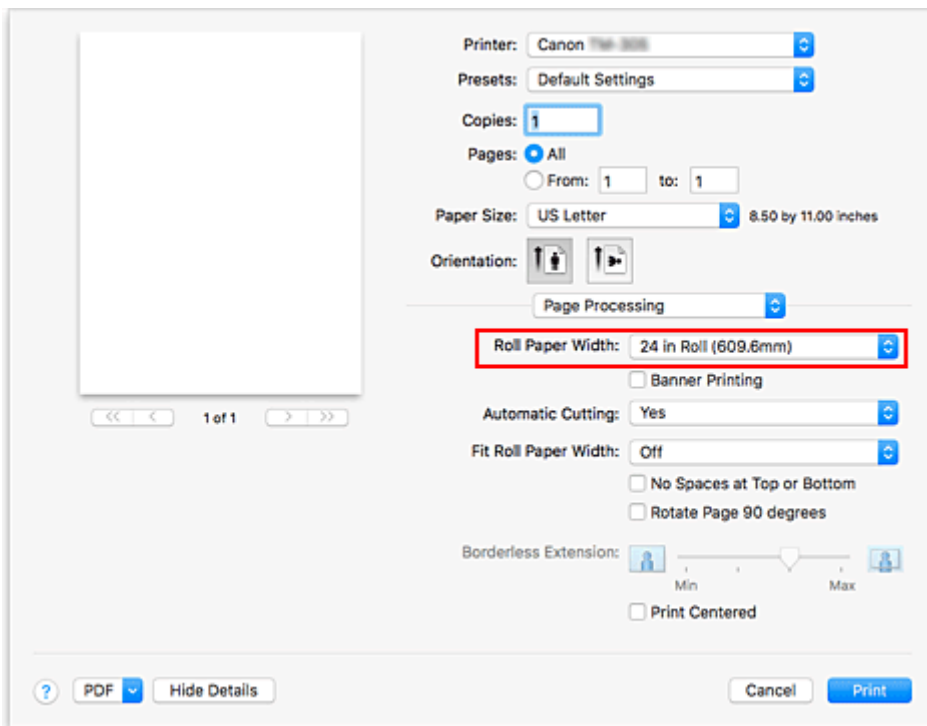 Printer: Canon
Presets: Default Settings
Copies: 1
Pages: All
From: 1 to: 1
Paper Size: US Letter 8.50 by 11.00 inches
Orientation:
Page Processing
Roll Paper Width: 24 in Roll (609.6mm)
Banner Printing
<< < 1 of 1 > >>
Automatic Cutting: Yes
Fit Roll Paper Width: Off
No Spaces at Top or Bottom
Rotate Page 90 degrees
Borderless Extension:
Min Max
Print Centered
? PDF Hide Details Cancel Print